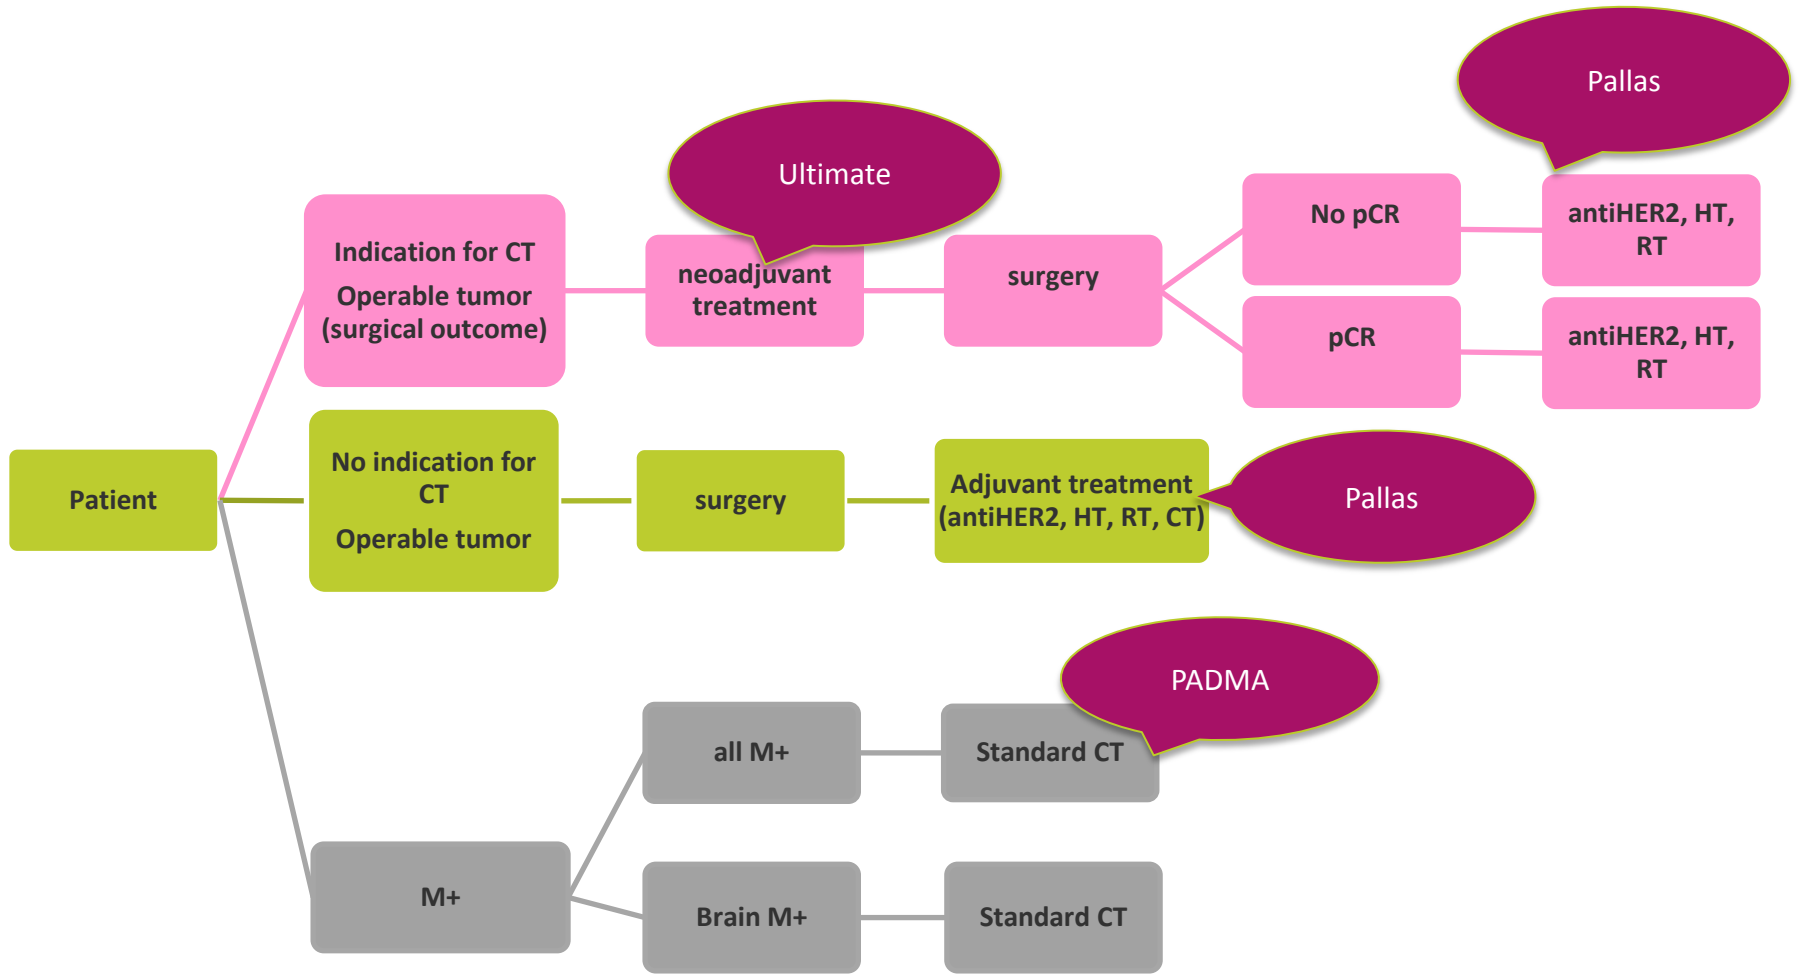 Pallas
Ultimate
No pCR
antiHER2, HT,
RT
Indication for CT
Operable tumor
(surgical outcome)
neoadjuvant
treatment
surgery
pCR
antiHER2, HT,
RT
Patient
No indication for
CT
Operable tumor
surgery
Adjuvant treatment
(antiHER2, HT, RT, CT)
Pallas
PADMA
all M+
Standard CT
M+
Brain M+
Standard CT